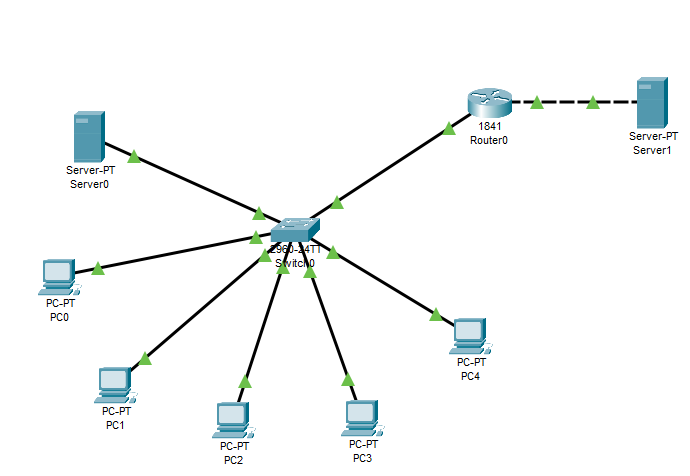 1841
Router0
Server-PT
Server1
Server-PT
Server0
2960-24TT
Switch0
PC-PT
PC0
PC-PT
PC4
PC-PT
PC1
PC-PT
PC2
PC-PT
PC3